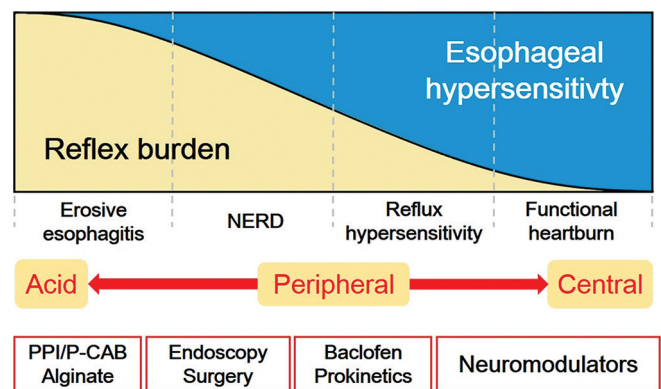 Esophageal
hypersensitivty
Reflex burden
Erosive
esophagitis
NERD
Reflux
hypersensitivity
Functional
heartburn
Acid
Peripheral
Central
PPI/P-CAB
Alginate
Endoscopy
Surgery
Baclofen
Prokinetics
Neuromodulators